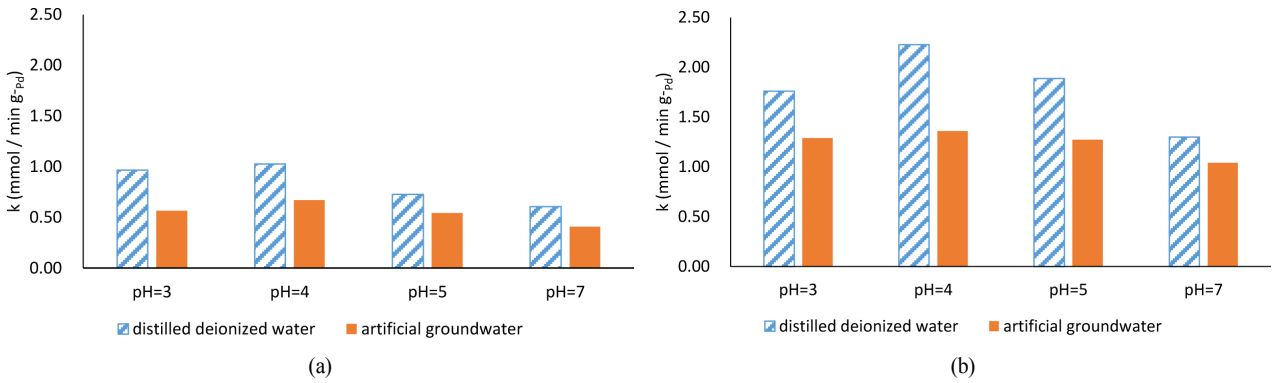 2.50
2.00
1.50
1.00
0.50
0.00
k (mmol / min g-Pd)
pH=3 pH=4 pH=5 pH=7
distilled deionized water artificial groundwater
(a)
2.50
2.00
1.50
1.00
0.50
0.00
k (mmol / min g-Pd)
pH=3 pH=4 pH=5 pH=7
distilled deionized water artificial groundwater
(b)